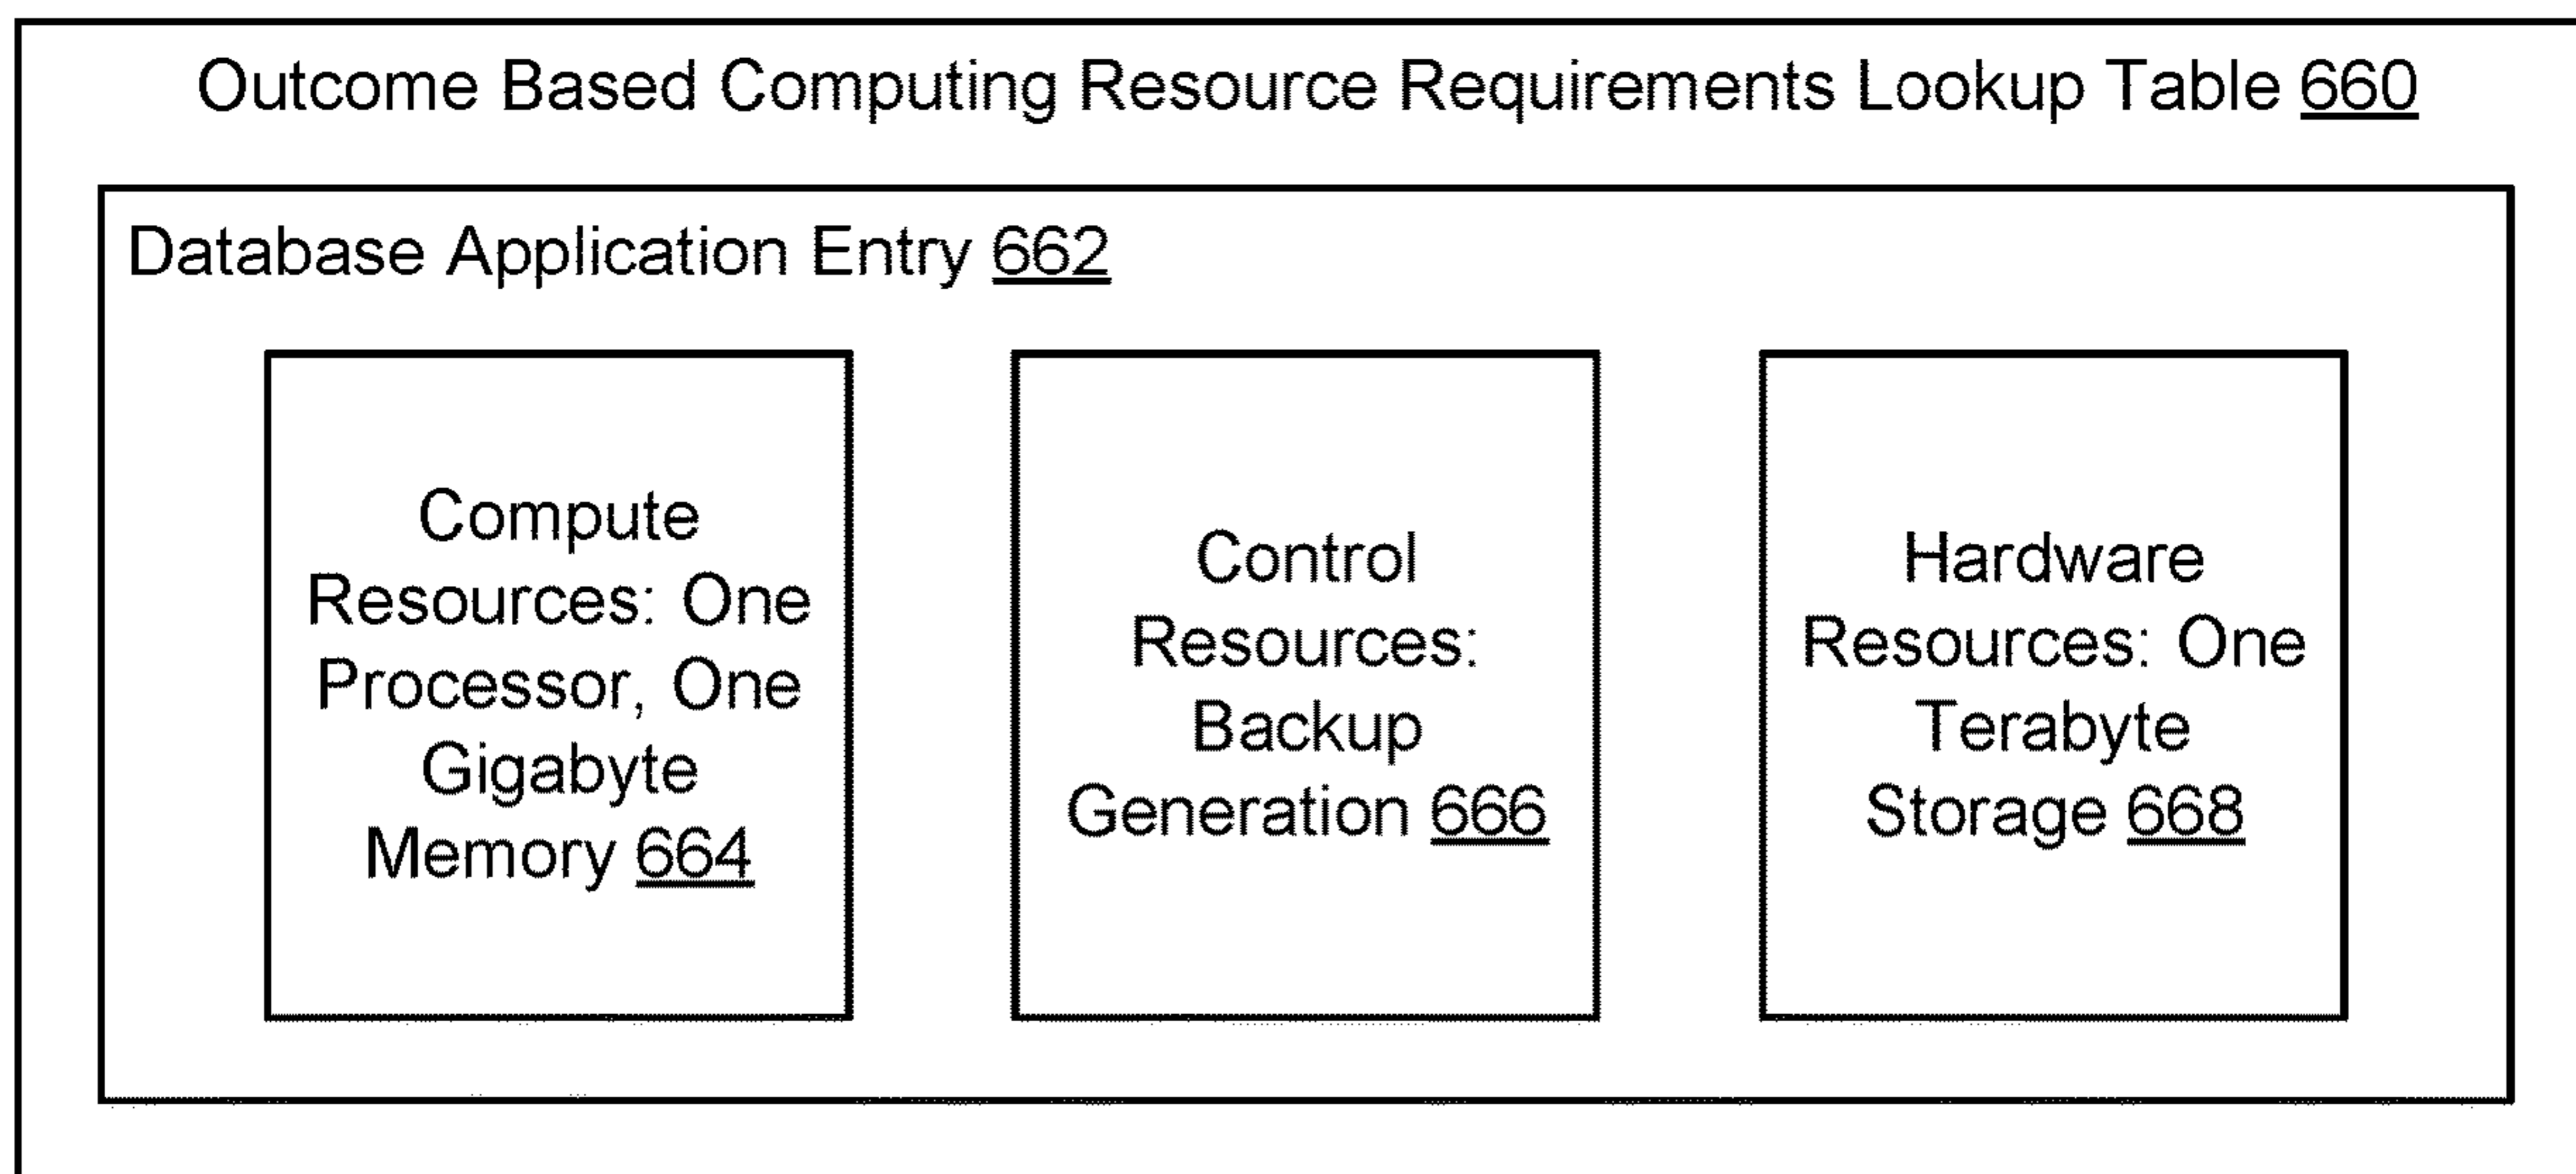 Outcome Based Computing Resource Requirements Lookup Table 660
Database Application Entry 662
Compute
Resources: One
Processor, One
Gigabyte
Memory 664
Control
Resources:
Backup
Generation 666
Hardware
Resources: One
Terabyte
Storage 668